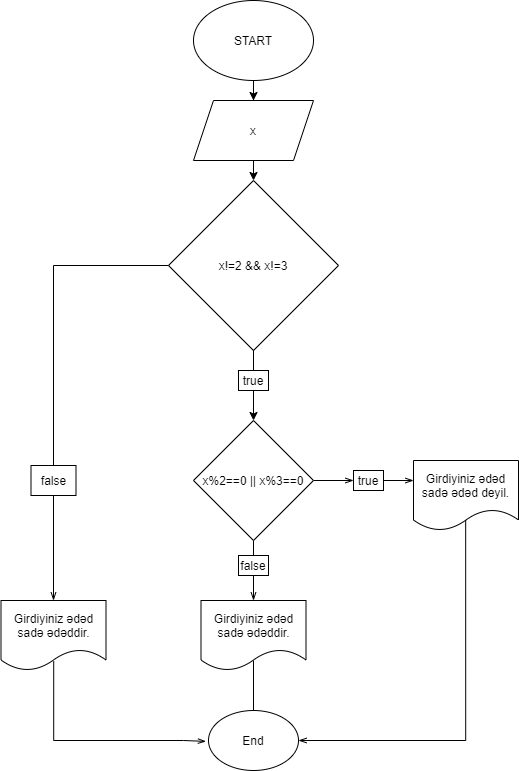 START
x
x!=2 && x!=3
true
x%2==0 || x%3==0
true
Girdiyiniz ədəd
sadə ədəd deyil.
false
false
Girdiyiniz ədəd
sadə ədəddir.
Girdiyiniz ədəd
sadə ədəddir.
End